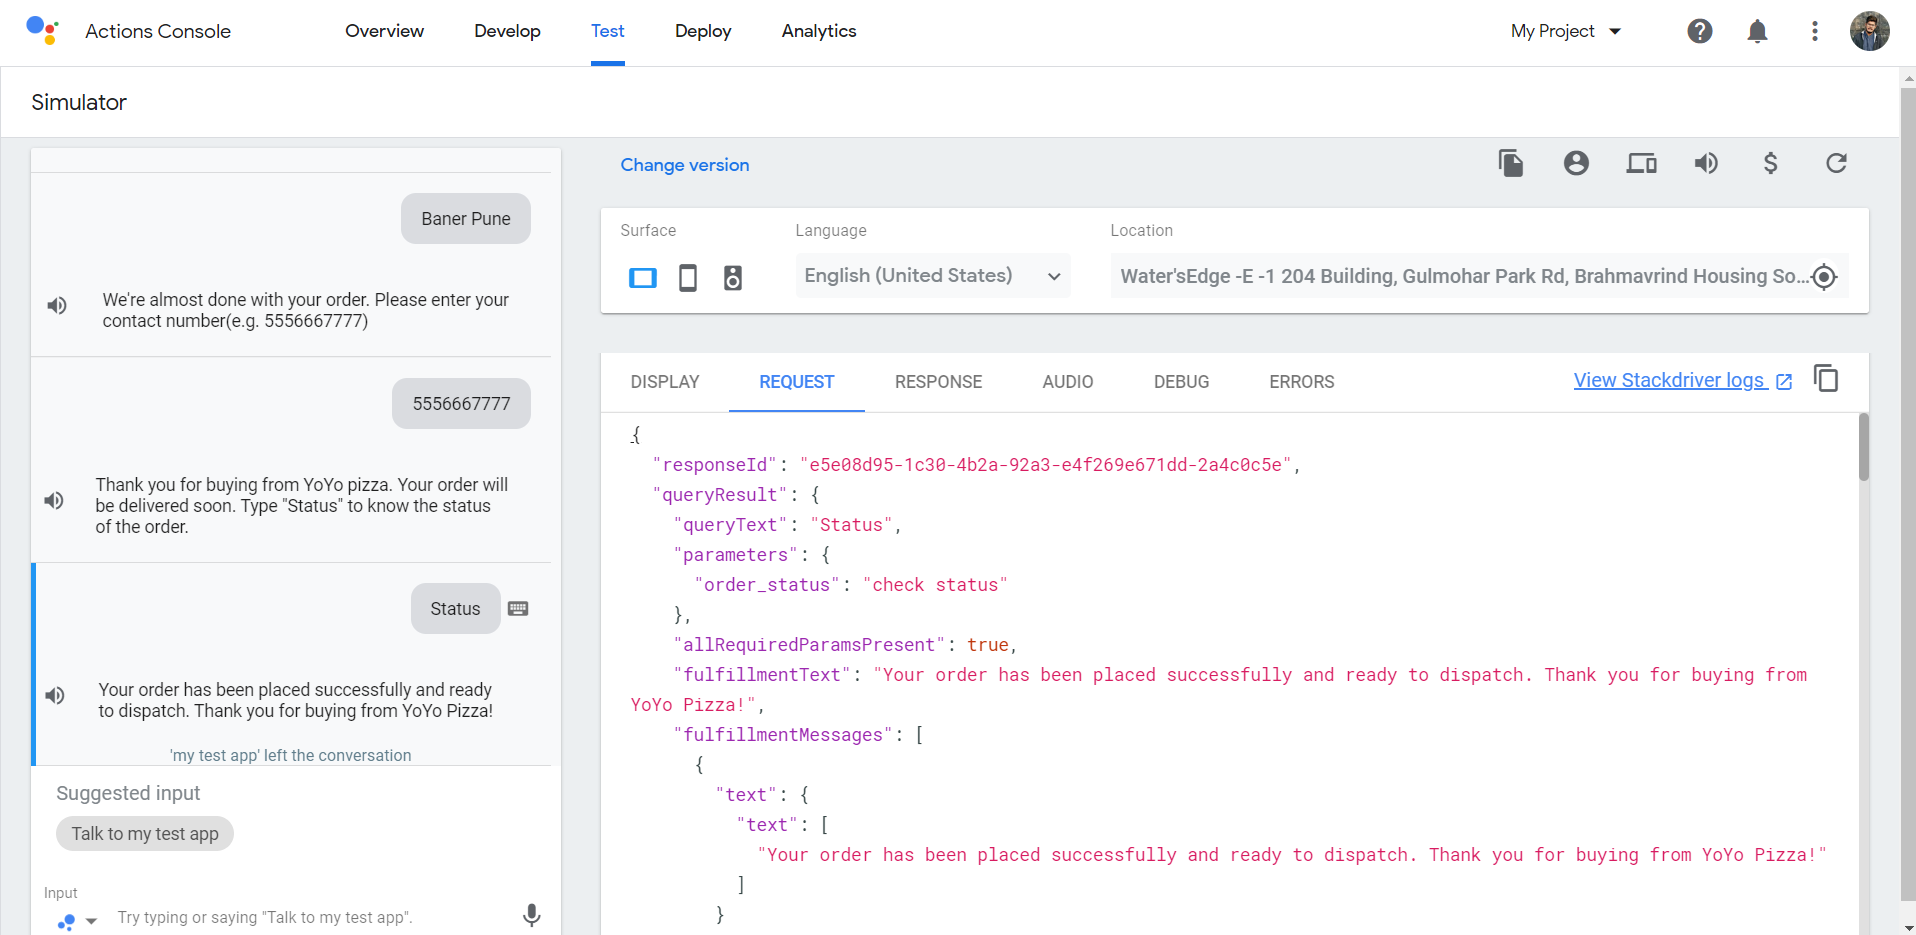 Actions Console
Overview
Develop
Test
Deploy
Analytics
My Project
Simulator
Baner Pune
We're almost done with your order. Please enter your
contact number(e.g. 5556667777)
5556667777
Thank you for buying from YoYo pizza. Your order will
be delivered soon. Type "Status" to know the status
of the order.
Status
Your order has been placed successfully and ready
to dispatch. Thank you for buying from YoYo Pizza!
'my test app' left the conversation
Suggested input
Talk to my test app
Input
Try typing or saying "Talk to my test app".
Change version
Surface
Language
Location
English (United States)
Water'sEdge -E -1 204 Building, Gulmohar Park Rd, Brahmavrind Housing So...
DISPLAY
REQUEST
RESPONSE
AUDIO
DEBUG
ERRORS
View Stackdriver logs
{
"responseId": "e5e08d95-1c30-4b2a-92a3-e4f269e671dd-2a4c0c5e",
"queryResult": {
"queryText": "Status",
"parameters": {
"order_status": "check status"
},
"allRequiredParamsPresent": true,
"fulfillmentText": "Your order has been placed successfully and ready to dispatch. Thank you for buying from
YoYo Pizza!",
"fulfillmentMessages": [
{
"text": {
"text": [
"Your order has been placed successfully and ready to dispatch. Thank you for buying from YoYo Pizza!"
]
}